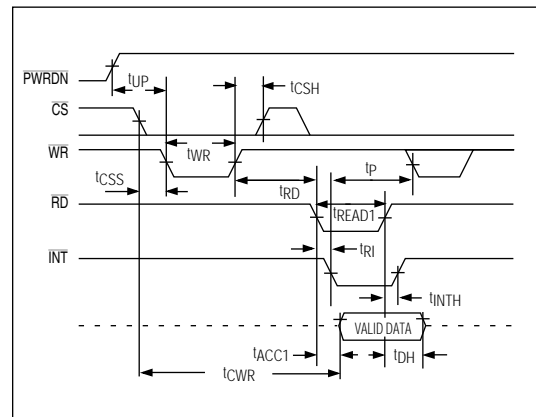 PWRDN
tUP
tCSH
CS
WR
tWR
tP
tCSS
tRD
RD
tREAD1
tRI
INT
tINTH
VALID DATA
tACC1
tDH
tCWR